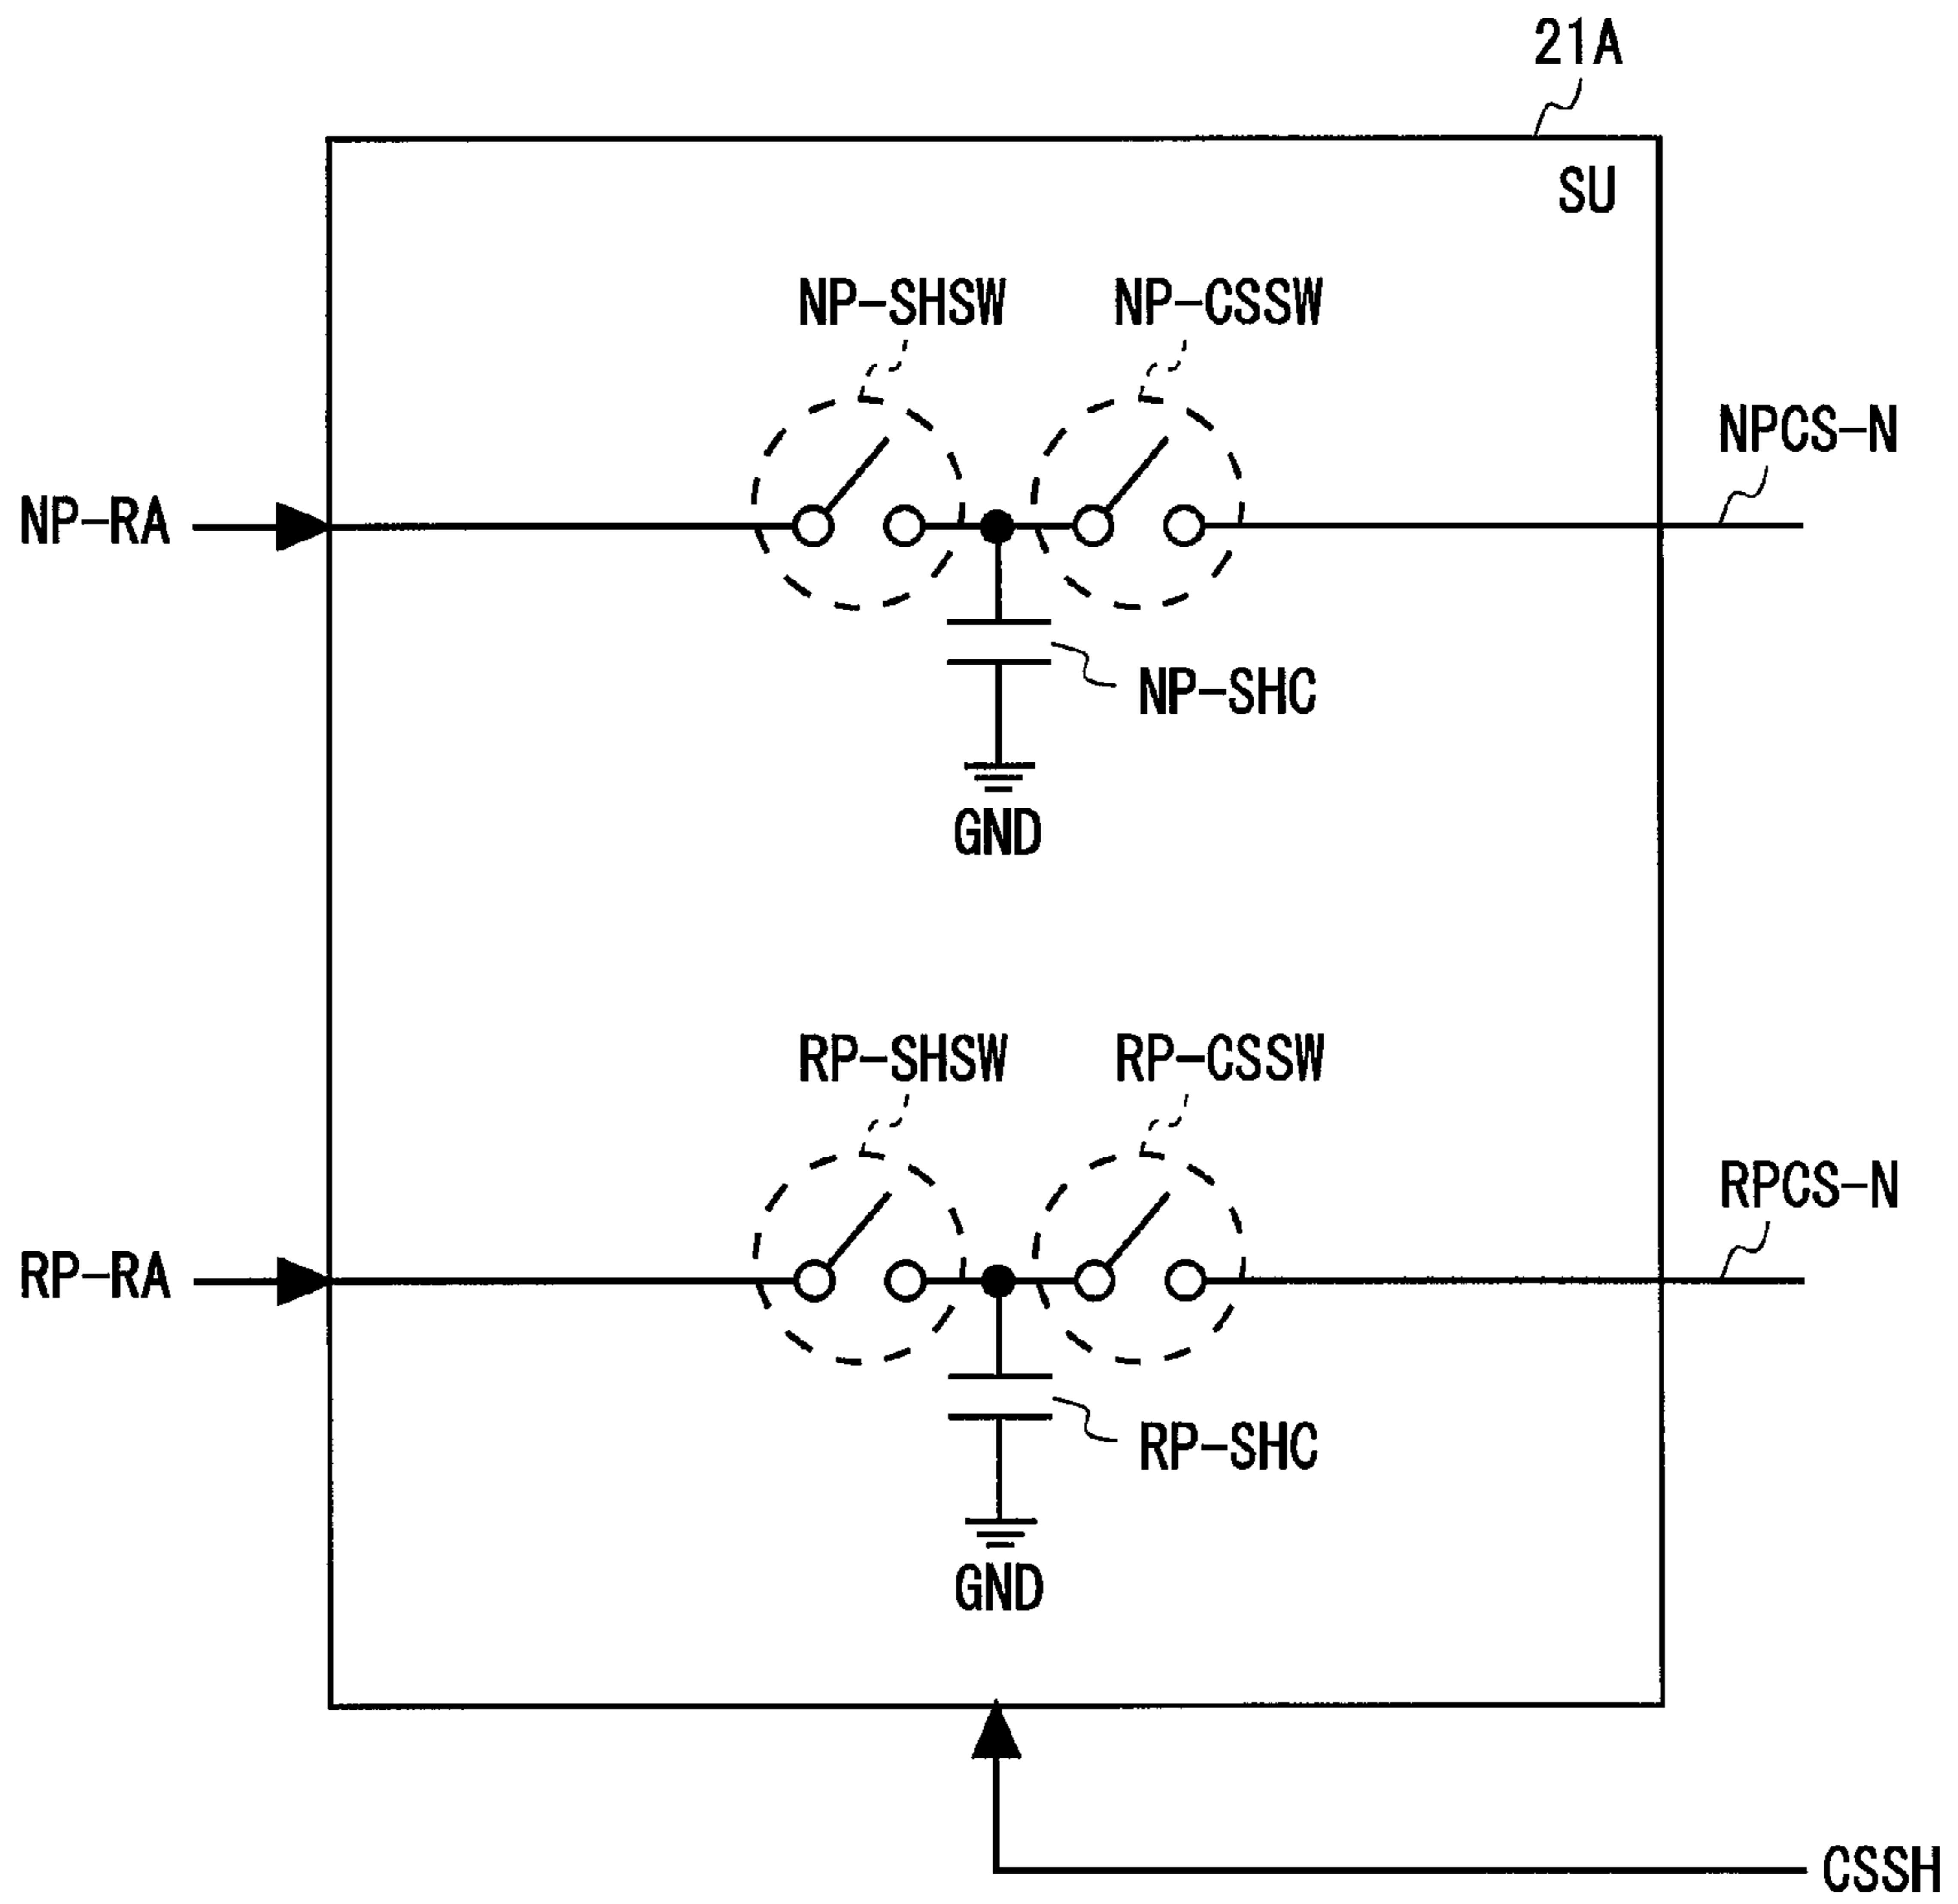 21A
SU
NP-SHSW
NP-CSSW
NPCS-N
NP-RA
NP-SHC
GND
RP-SHSW
RP-CSSW
RPCS-N
RP-RA
RP-SHC
GND
CSSH